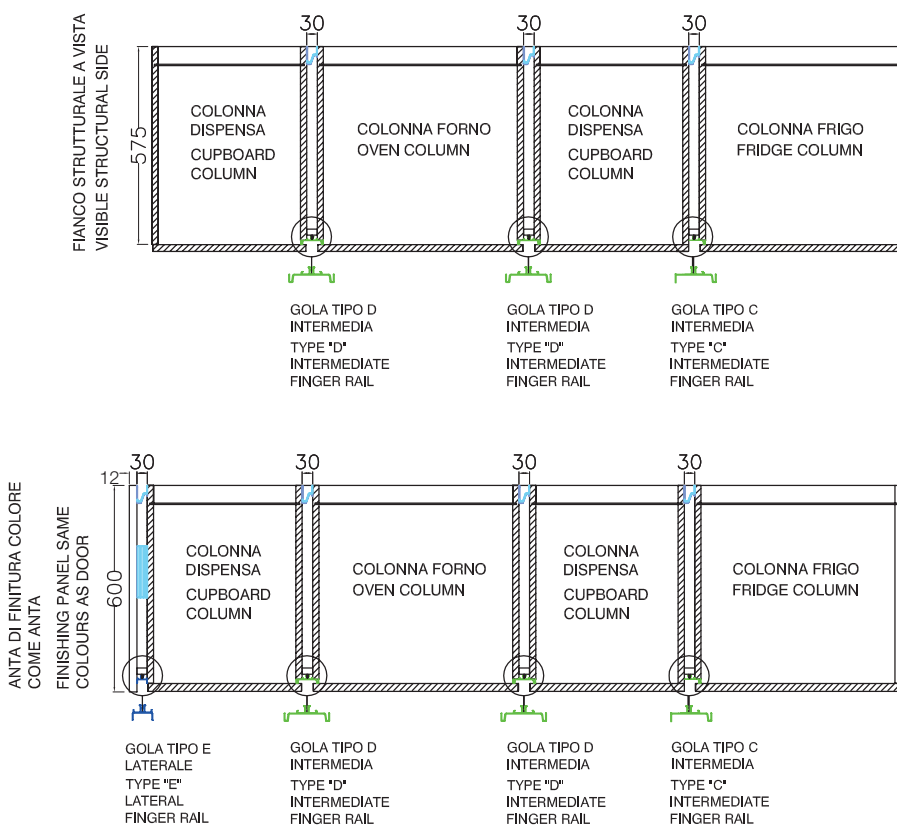 30
30
30
FIANCO STRUTTURALE A VISTA
VISIBLE STRUCTURAL SIDE
575
COLONNA
DISPENSA
CUPBOARD
COLUMN
COLONNA FORNO
OVEN COLUMN
COLONNA
DISPENSA
CUPBOARD
COLUMN
COLONNA FRIGO
FRIDGE COLUMN
GOLA TIPO D
INTERMEDIA
TYPE "D"
INTERMEDIATE
FINGER RAIL
GOLA TIPO D
INTERMEDIA
TYPE "D"
INTERMEDIATE
FINGER RAIL
GOLA TIPO C
INTERMEDIA
TYPE "C"
INTERMEDIATE
FINGER RAIL
12
30
30
30
30
ANTA DI FINITURA COLORE
COME ANTA
FINISHING PANEL SAME
COLOURS AS DOOR
600
COLONNA
DISPENSA
CUPBOARD
COLUMN
COLONNA FORNO
OVEN COLUMN
COLONNA
DISPENSA
CUPBOARD
COLUMN
COLONNA FRIGO
FRIDGE COLUMN
GOLA TIPO E
LATERALE
TYPE "E"
LATERAL
FINGER RAIL
GOLA TIPO D
INTERMEDIA
TYPE "D"
INTERMEDIATE
FINGER RAIL
GOLA TIPO D
INTERMEDIA
TYPE "D"
INTERMEDIATE
FINGER RAIL
GOLA TIPO C
INTERMEDIA
TYPE "C"
INTERMEDIATE
FINGER RAIL